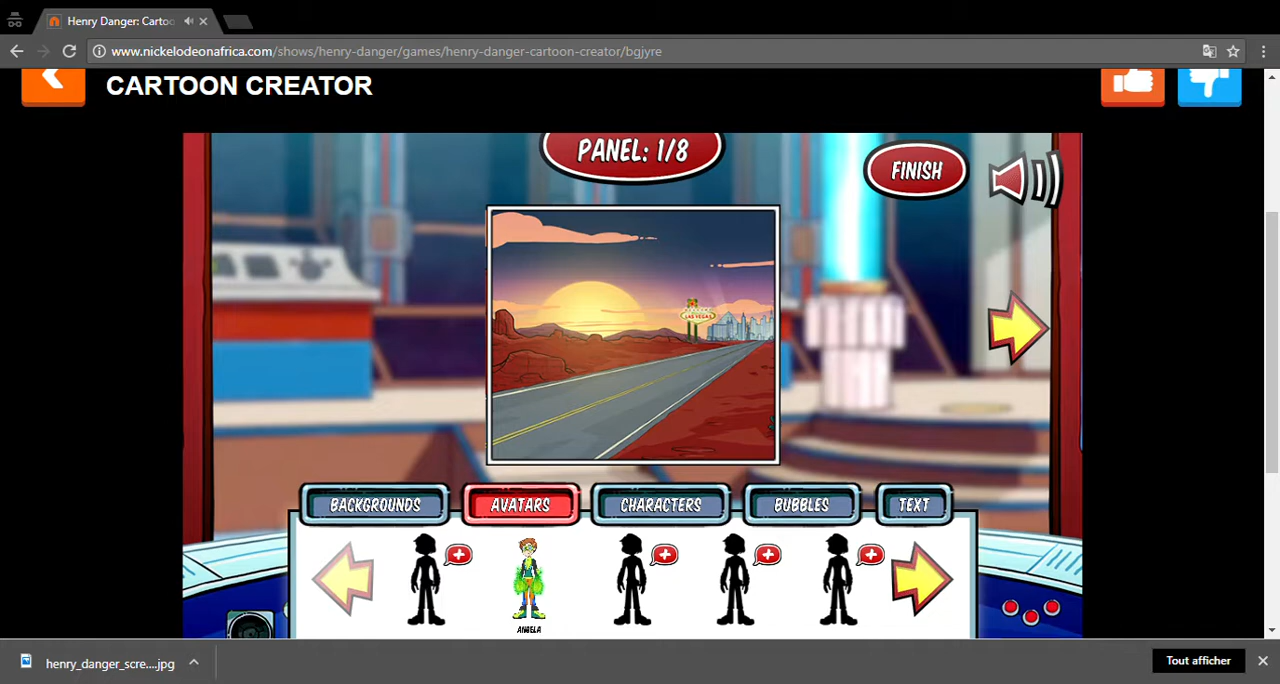 Henry Danger: Cartoo
www.nickelodeonafrica.com/shows/henry-danger/games/henry-danger-cartoon-creator/bgjyre
CARTOON CREATOR
PANEL: 1/8
FINISH
LAS VEGAS
BACKGROUNDS
AVATARS
CHARACTERS
BUBBLES
TEXT
ANGELA
henry_danger_scre....jpg
Tout afficher